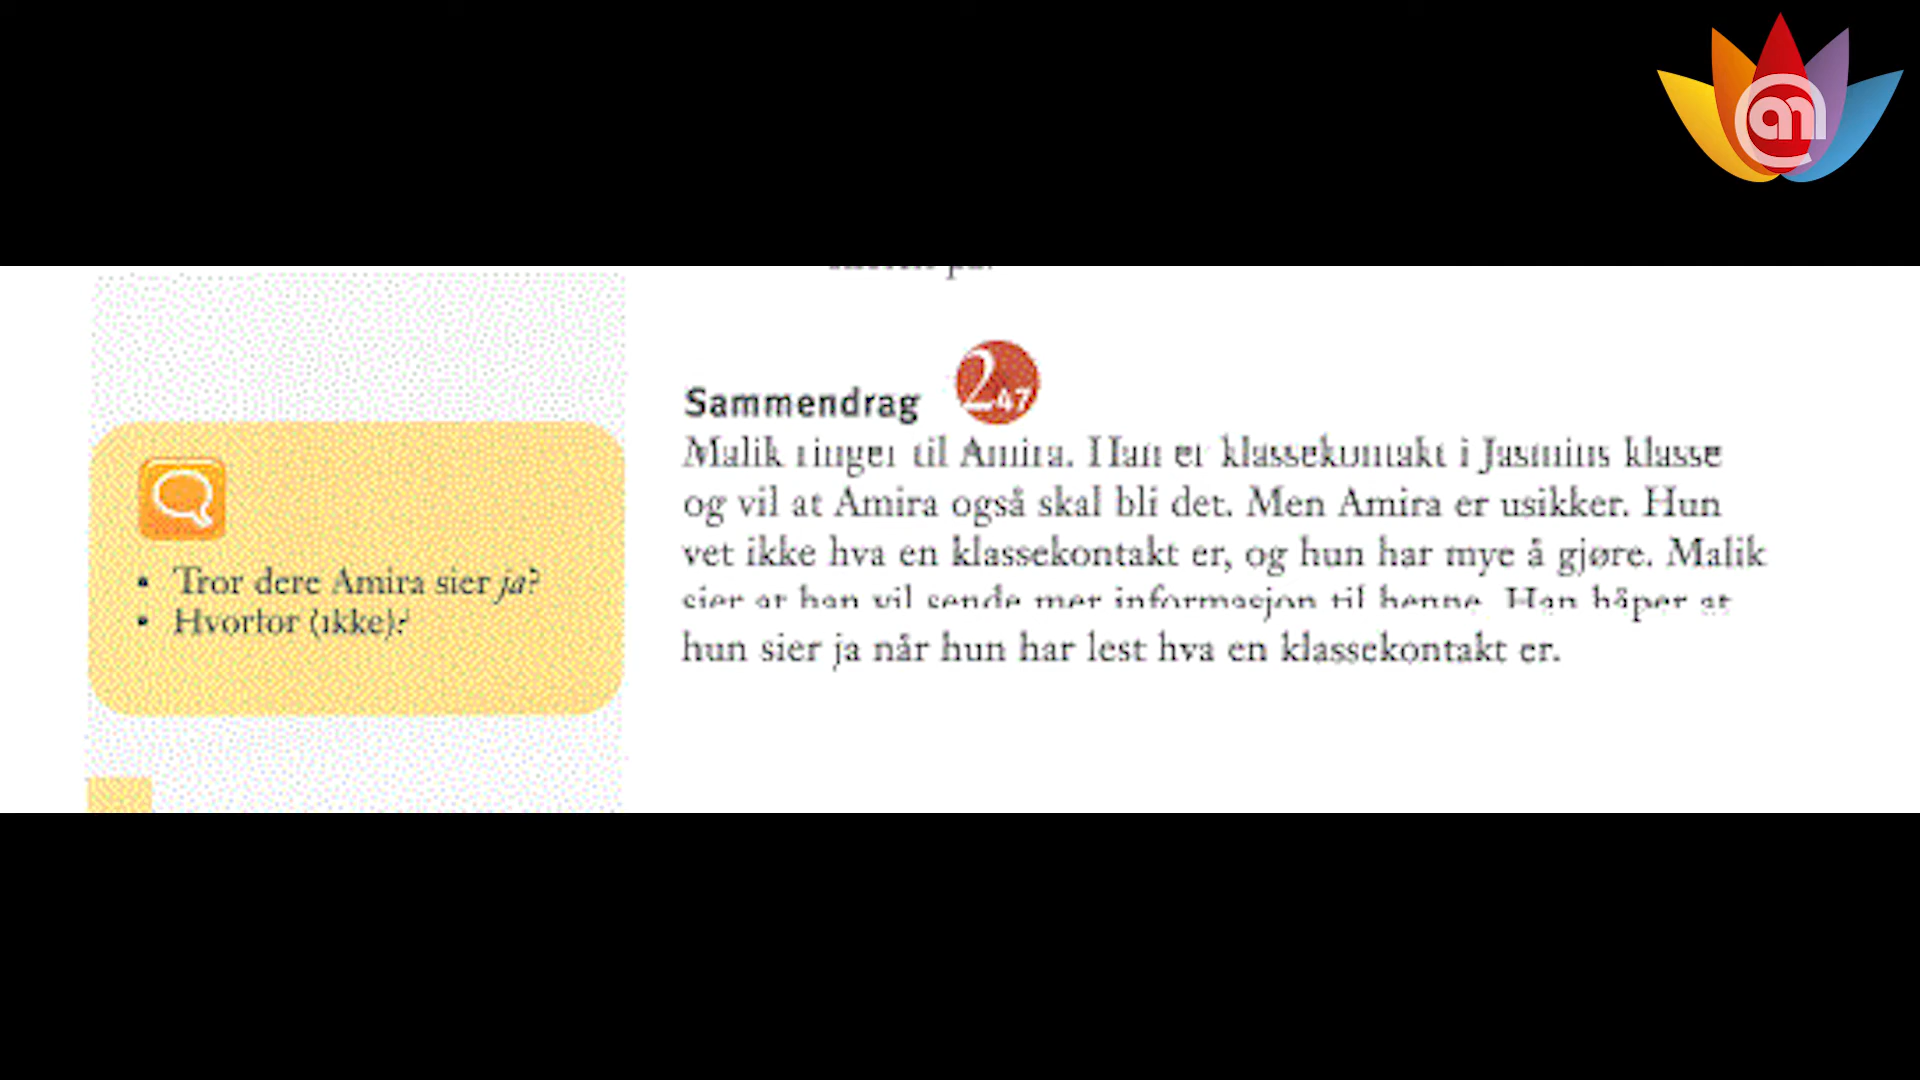 Sammendrag
2 47
Malik ringer til Amira. Han er klassekontakt i Jasmins klasse
og vil at Amira også skal bli det. Men Amira er usikker. Hun
vet ikke hva en klassekontakt er, og hun har mye å gjøre. Malik
sier at han vil sende mer informasjon til henne. Han håper at
hun sier ja når hun har lest hva en klassekontakt er.
• Tror dere Amira sier ja?
• Hvorfor (ikke)?
an